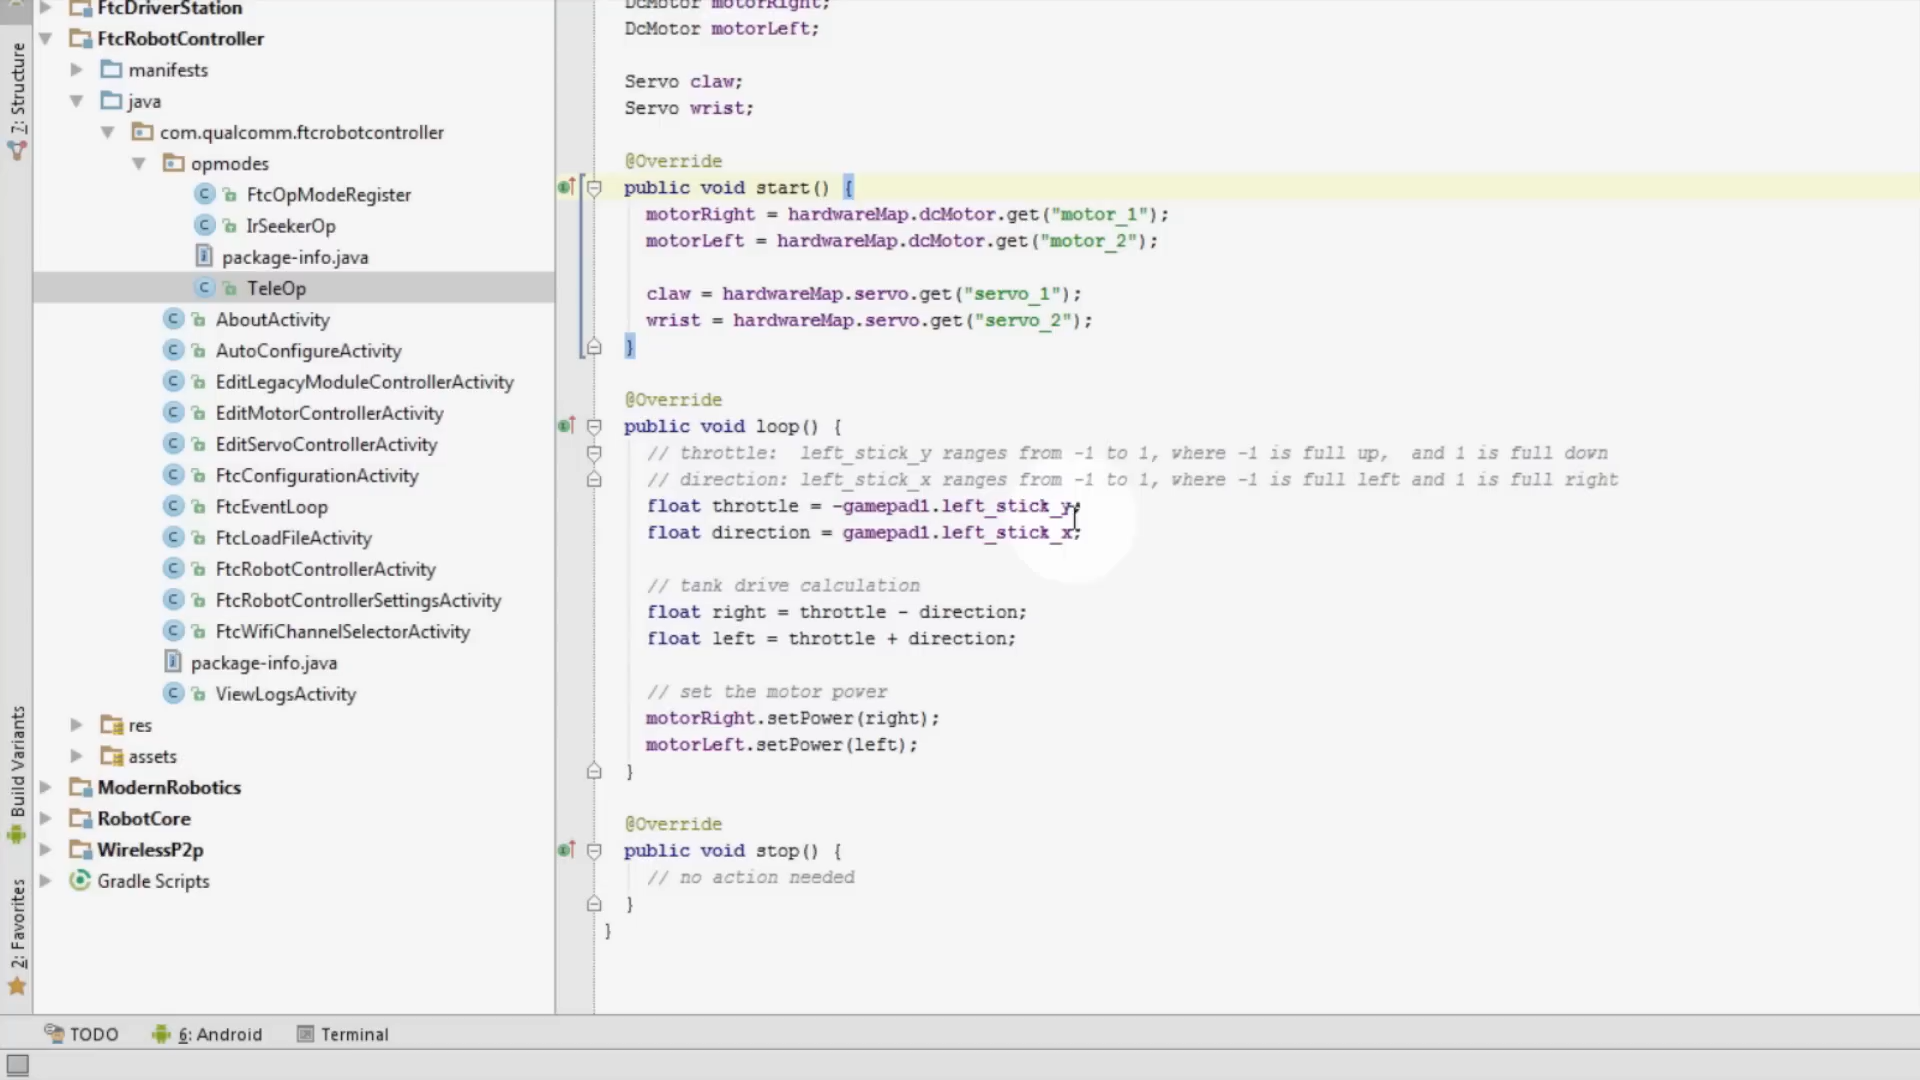 FtcDriverStation
FtcRobotController
manifests
java
com.qualcomm.ftcrobotcontroller
opmodes
FtcOpModeRegister
IrSeekerOp
package-info.java
TeleOp
AboutActivity
AutoConfigureActivity
EditLegacyModuleControllerActivity
EditMotorControllerActivity
EditServoControllerActivity
FtcConfigurationActivity
FtcEventLoop
FtcLoadFileActivity
FtcRobotControllerActivity
FtcRobotControllerSettingsActivity
FtcWifiChannelSelectorActivity
package-info.java
ViewLogsActivity
res
assets
ModernRobotics
RobotCore
WirelessP2p
Gradle Scripts
7: Structure
Build Variants
2: Favorites
DcMotor motorRight;
DcMotor motorLeft;
Servo claw;
Servo wrist;
@Override
public void start() {
motorRight = hardwareMap.dcMotor.get("motor_1");
motorLeft = hardwareMap.dcMotor.get("motor_2");
claw = hardwareMap.servo.get("servo_1");
wrist = hardwareMap.servo.get("servo_2");
}
@Override
public void loop() {
// throttle:  left_stick_y ranges from -1 to 1, where -1 is full up,  and 1 is full down
// direction: left_stick_x ranges from -1 to 1, where -1 is full left and 1 is full right
float throttle = -gamepad1.left_stick_y;
float direction = gamepad1.left_stick_x;
// tank drive calculation
float right = throttle - direction;
float left = throttle + direction;
// set the motor power
motorRight.setPower(right);
motorLeft.setPower(left);
}
@Override
public void stop() {
// no action needed
}
}
TODO
6: Android
Terminal